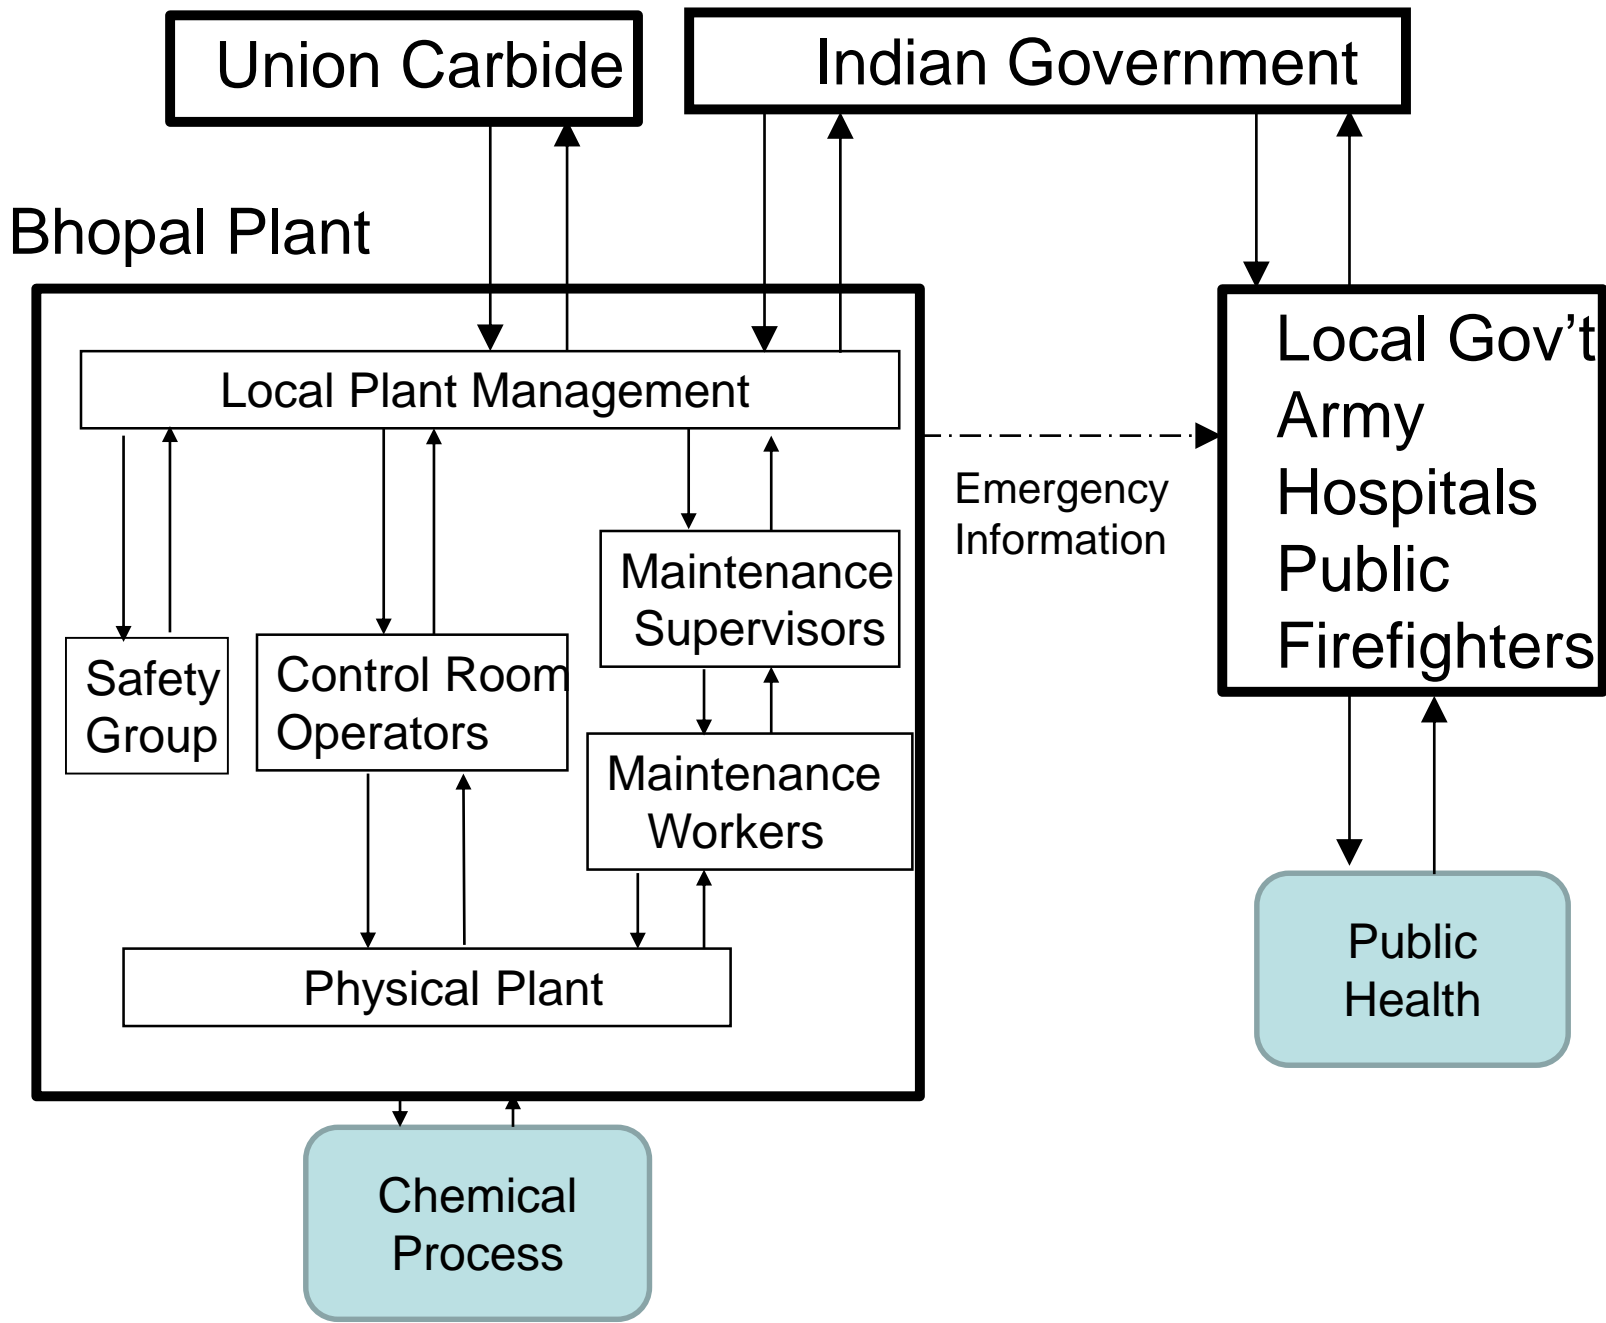 Union Carbide
Indian Government
Bhopal Plant
Local Plant Management
Emergency
Information
Local Gov’t
Army
Hospitals
Public
Firefighters
Maintenance
Supervisors
Safety
Group
Control Room
Operators
Maintenance
Workers
Physical Plant
Public
Health
Chemical
Process